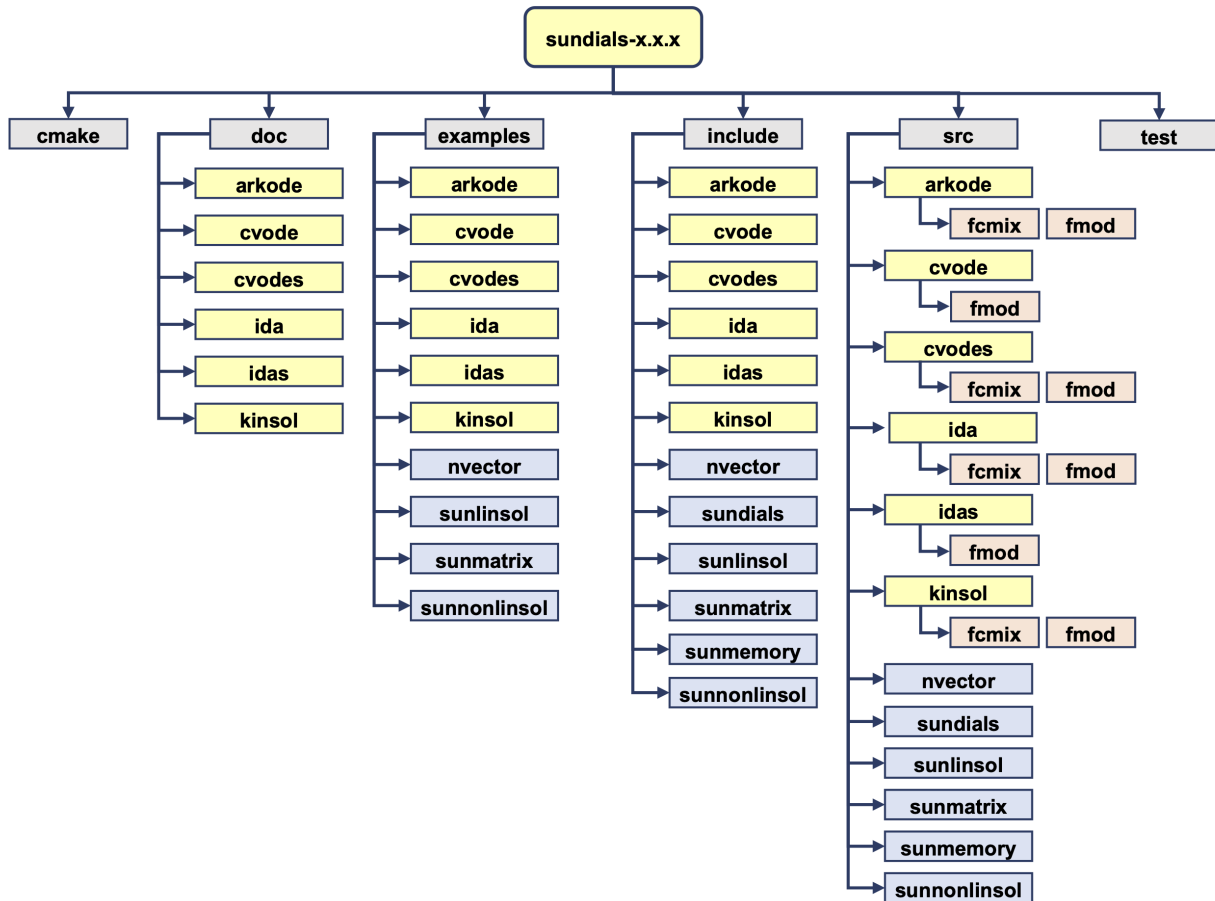 sundials-x.x.x
cmake
doc
examples
include
src
test
arkode
cvode
cvodes
ida
idas
kinsol
arkode
cvode
cvodes
ida
idas
kinsol
nvector
sunlinsol
sunmatrix
sunnonlinsol
arkode
cvode
cvodes
ida
idas
kinsol
nvector
sundials
sunlinsol
sunmatrix
sunmemory
sunnonlinsol
arkode
fcmix fmod
cvode
fmod
cvodes
fcmix fmod
ida
fcmix fmod
idas
fmod
kinsol
fcmix fmod
nvector
sundials
sunlinsol
sunmatrix
sunmemory
sunnonlinsol